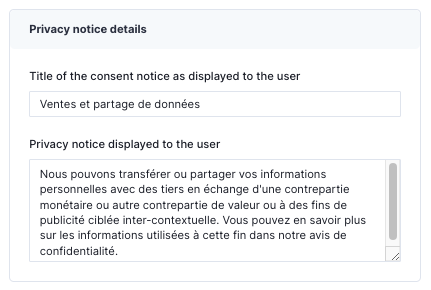 Privacy notice details
Title of the consent notice as displayed to the user
Ventes et partage de données
Privacy notice displayed to the user
Nous pouvons transférer ou partager vos informations
personnelles avec des tiers en échange d'une contrepartie
monétaire ou autre contrepartie de valeur ou à des fins de
publicité ciblée inter-contextuelle. Vous pouvez en savoir plus
sur les informations utilisées à cette fin dans notre avis de
confidentialité.